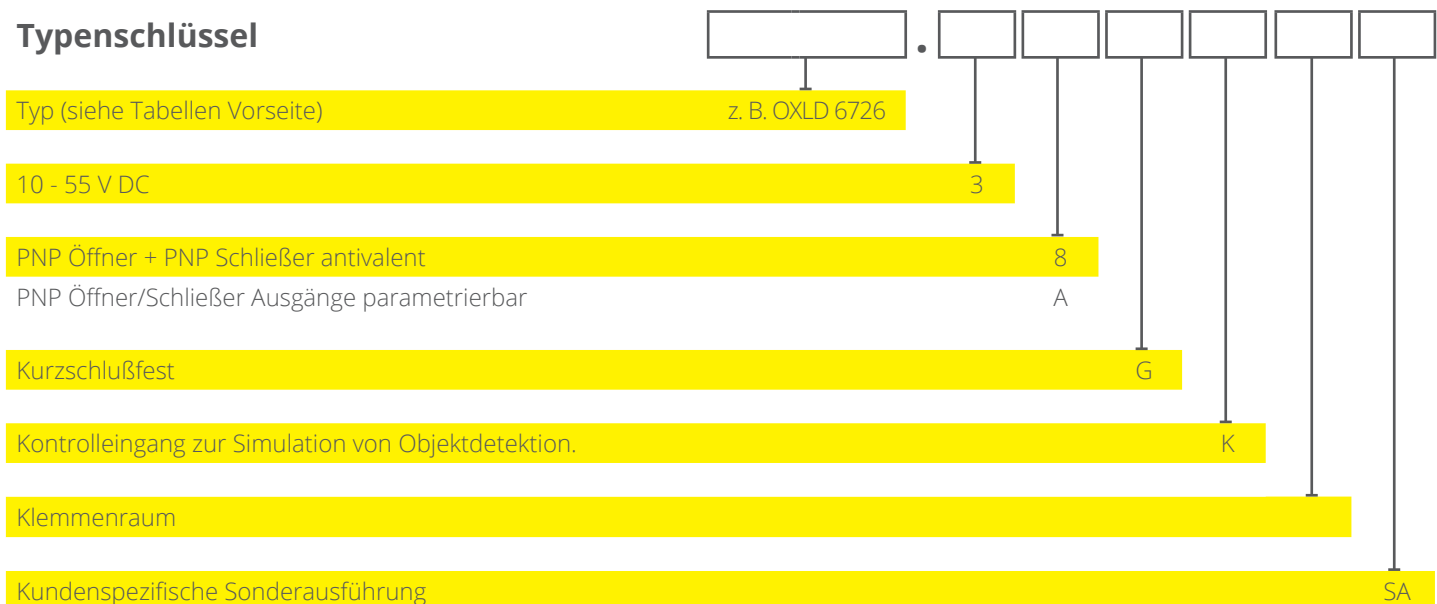 Typenschlüssel .
Typ (siehe Tabellen Vorseite) z. B. OXLD 6726
10 - 55 V DC 3
PNP Öffner + PNP Schließer antivalent 8
PNP Öffner/Schließer Ausgänge parametrierbar A
Kurzschlußfest G
Kontrolleingang zur Simulation von Objektdetektion. K
Klemmenraum
Kundenspezifische Sonderausführung SA